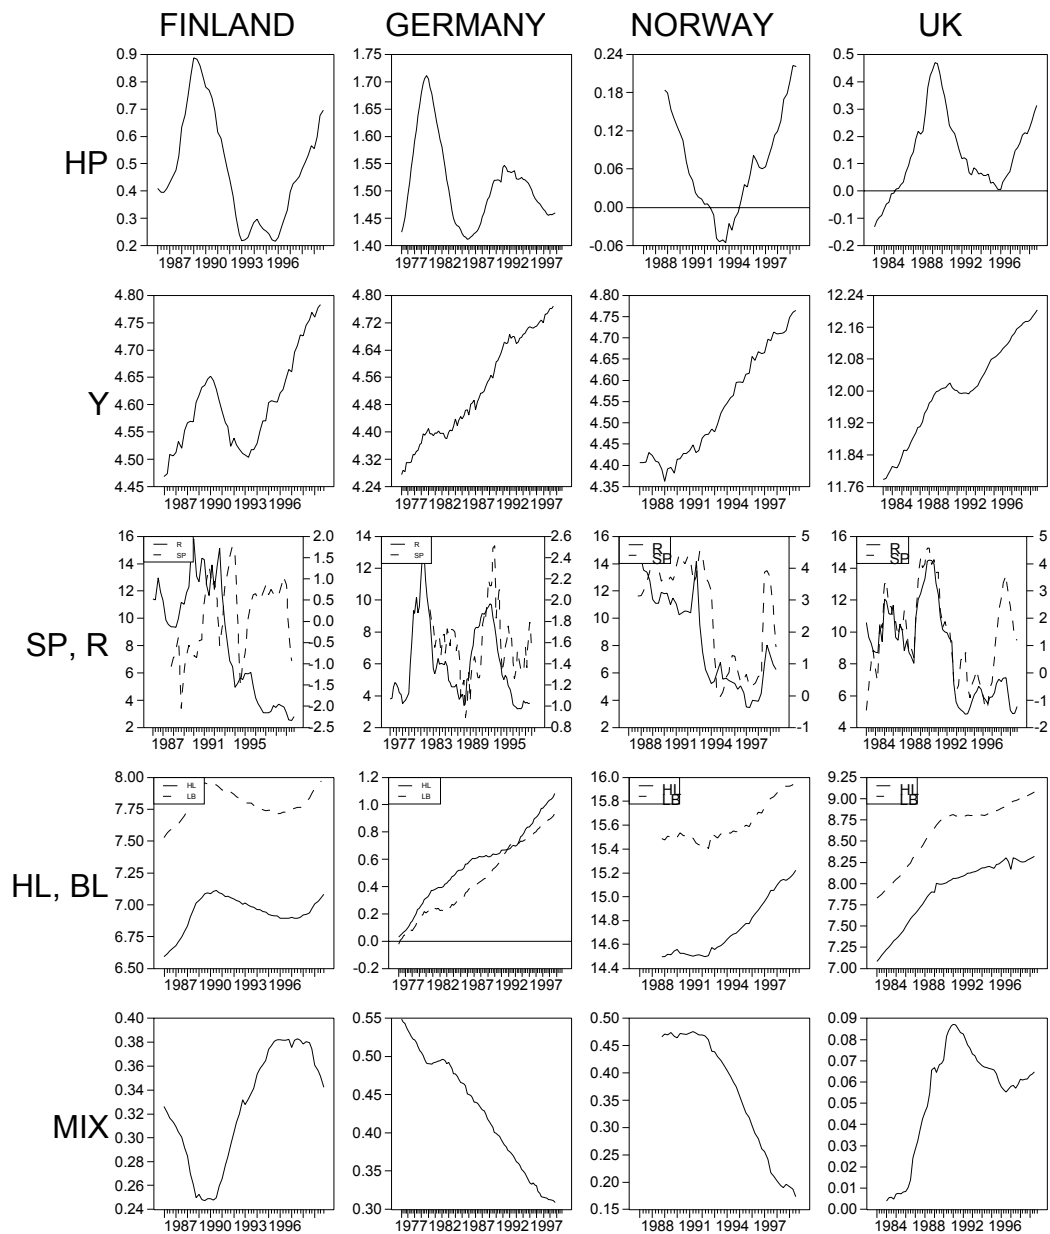 FINLAND GERMANY NORWAY UK
HP
0.9 0.8 0.7 0.6 0.5 0.4 0.3 0.2
1987 1990 1993 1996
1.75 1.70 1.65 1.60 1.55 1.50 1.45 1.40
1977 1982 1987 1992 1997
0.24 0.18 0.12 0.06 0.00 -0.06
1988 1991 1994 1997
0.5 0.4 0.3 0.2 0.1 0.0 -0.1 -0.2
1984 1988 1992 1996
Y
4.80 4.75 4.70 4.65 4.60 4.55 4.50 4.45
1987 1990 1993 1996
4.80 4.72 4.64 4.56 4.48 4.40 4.32 4.24
1977 1982 1987 1992 1997
4.80 4.75 4.70 4.65 4.60 4.55 4.50 4.45 4.40 4.35
1988 1991 1994 1997
12.24 12.16 12.08 12.00 11.92 11.84 11.76
1984 1988 1992 1996
SP, R
R
SP
16 14 12 10 8 6 4 2
2.0 1.5 1.0 0.5 0.0 -0.5 -1.0 -1.5 -2.0 -2.5
1987 1991 1995
R
SP
14 12 10 8 6 4 2
2.6 2.4 2.2 2.0 1.8 1.6 1.4 1.2 1.0 0.8
1977 1983 1989 1995
R
SP
16 14 12 10 8 6 4 2
5 4 3 2 1 0 -1
1988 1991 1994 1997
R
SP
16 14 12 10 8 6 4
5 4 3 2 1 0 -1 -2
1984 1988 1992 1996
HL, BL
HL
LB
8.00 7.75 7.50 7.25 7.00 6.75 6.50
1987 1990 1993 1996
HL
LB
1.2 1.0 0.8 0.6 0.4 0.2 0.0 -0.2
1977 1982 1987 1992 1997
HL
LB
16.0 15.8 15.6 15.4 15.2 15.0 14.8 14.6 14.4
1988 1991 1994 1997
HL
LB
9.25 9.00 8.75 8.50 8.25 8.00 7.75 7.50 7.25 7.00
1984 1988 1992 1996
MIX
0.40 0.38 0.36 0.34 0.32 0.30 0.28 0.26 0.24
1987 1990 1993 1996
0.55 0.50 0.45 0.40 0.35 0.30
1977 1982 1987 1992 1997
0.50 0.45 0.40 0.35 0.30 0.25 0.20 0.15
1988 1991 1994 1997
0.09 0.08 0.07 0.06 0.05 0.04 0.03 0.02 0.01 0.00
1984 1988 1992 1996